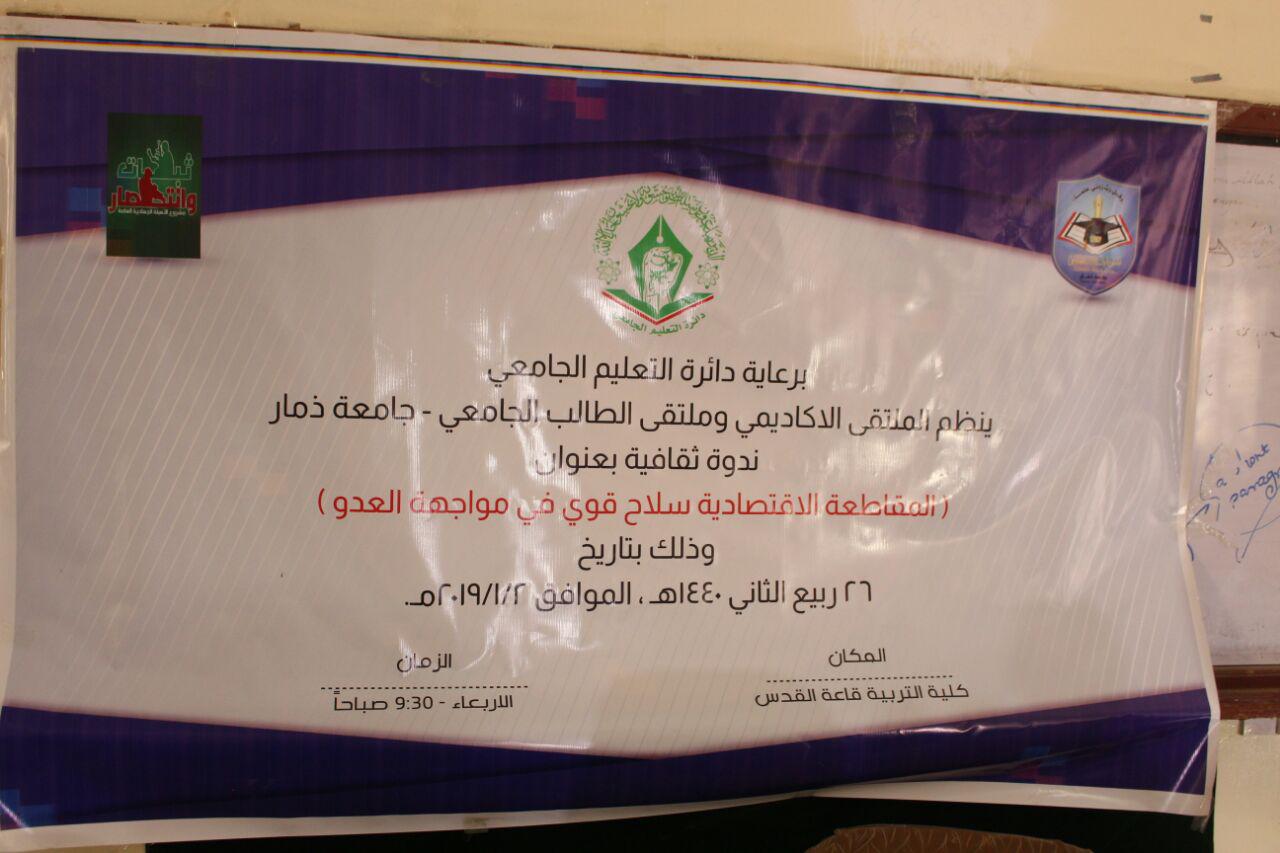 ثبات
وانتصار
دائرة التعليم الجامعي
برعاية دائرة التعليم الجامعي
ينظم الملتقى الاكاديمي وملتقى الطالب الجامعي - جامعة ذمار
ندوة ثقافية بعنوان
( المقاطعة الاقتصادية سلاح قوي في مواجهة العدو )
وذلك بتاريخ
٢٦ ربيع الثاني ١٤٤٠هـ ، الموافق ٢٠١٩/١/٢مـ.
المكان
كلية التربية قاعة القدس
الزمان
الاربعاء - 9:30 صباحاً